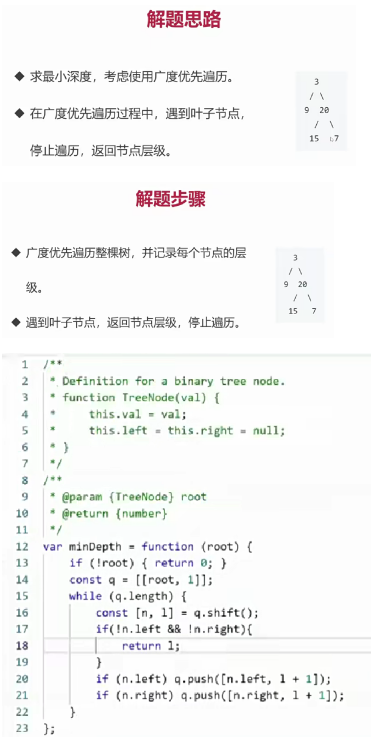 解题思路
◆ 求最小深度，考虑使用广度优先遍历。
◆ 在广度优先遍历过程中，遇到叶子节点，
停止遍历，返回节点层级。
3
/ \
9 20
/ \
15 7
解题步骤
◆ 广度优先遍历整棵树，并记录每个节点的层
级。
◆ 遇到叶子节点，返回节点层级，停止遍历。
3
/ \
9 20
/ \
15 7
1 /**
2  * Definition for a binary tree node.
3  * function TreeNode(val) {
4  *     this.val = val;
5  *     this.left = this.right = null;
6  * }
7  */
8 /**
9  * @param {TreeNode} root
10  * @return {number}
11  */
12 var minDepth = function (root) {
13     if (!root) { return 0; }
14     const q = [[root, 1]];
15     while (q.length) {
16         const [n, l] = q.shift();
17         if(!n.left && !n.right){
18             return l;
19         }
20         if (n.left) q.push([n.left, l + 1]);
21         if (n.right) q.push([n.right, l + 1]);
22     }
23 };